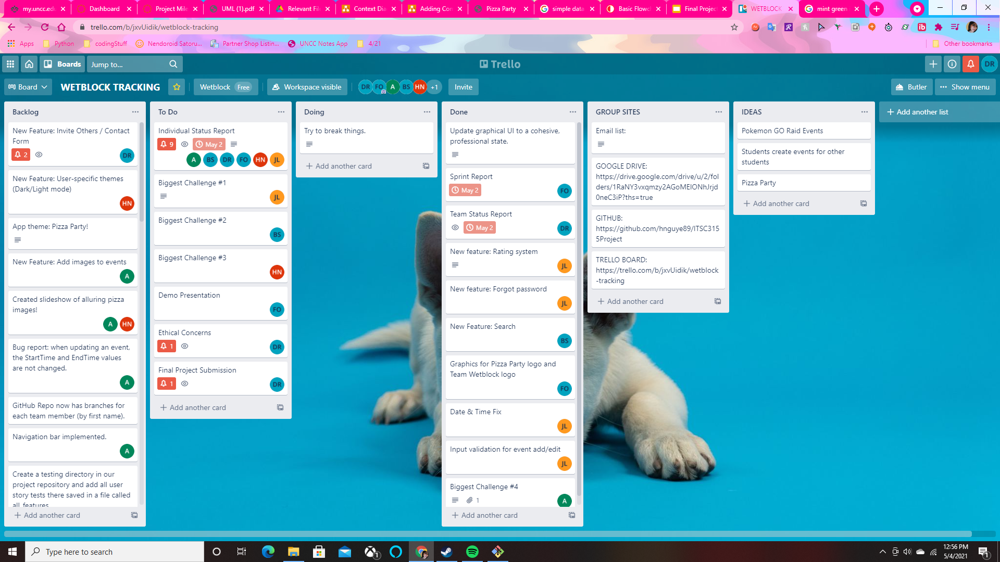 my.uncc.edu
Dashboard
Project Mile
UML (1).pdf
Relevant Fil
Context Dia
Adding Con
Pizza Party
simple data
Basic Flowch
Final Project
WETBLOCK
mint green
trello.com/b/jxvUidik/wetblock-tracking
Apps
Python
codingStuff
Nendoroid Satoru...
Partner Shop Listin...
UNCC Notes App
4/21
Other bookmarks
Boards
Jump to...
Trello
DR
Board
WETBLOCK TRACKING
Wetblock Free
Workspace visible
DR FO A BS HN +1
Invite
Butler
... Show menu
Backlog
New Feature: Invite Others / Contact
Form
2
DR
New Feature: User-specific themes
(Dark/Light mode)
HN
App theme: Pizza Party!
New Feature: Add images to events
A
Created slideshow of alluring pizza
images!
A HN
Bug report: when updating an event,
the StartTime and EndTime values
are not changed.
A
GitHub Repo now has branches for
each team member (by first name).
Navigation bar implemented.
A
Create a testing directory in our
project repository and add all user
story tests there saved in a file called
all_features
+ Add another card
To Do
Individual Status Report
9 May 2
A BS DR FO HN JL
Biggest Challenge #1
JL
Biggest Challenge #2
BS
Biggest Challenge #3
HN
Demo Presentation
FO
Ethical Concerns
1
DR
Final Project Submission
1
DR
+ Add another card
Doing
Try to break things.
+ Add another card
Done
Update graphical UI to a cohesive,
professional state.
Sprint Report
May 2
FO
Team Status Report
May 2
DR
New feature: Rating system
JL
New feature: Forgot password
JL
New Feature: Search
BS
Graphics for Pizza Party logo and
Team Wetblock logo
FO
Date & Time Fix
JL
Input validation for event add/edit
JL
Biggest Challenge #4
1
A
+ Add another card
GROUP SITES
Email list:
GOOGLE DRIVE:
https://drive.google.com/drive/u/2/fol
ders/1RaNY3vxqmzy2AGoMEIONhJrjd
0neC3iP?ths=true
GITHUB:
https://github.com/hnguye89/ITSC315
5Project
TRELLO BOARD:
https://trello.com/b/jxvUidik/wetblock
-tracking
+ Add another card
IDEAS
Pokemon GO Raid Events
Students create events for other
students
Pizza Party
+ Add another card
+ Add another list
Type here to search
1
12:56 PM
5/4/2021
1